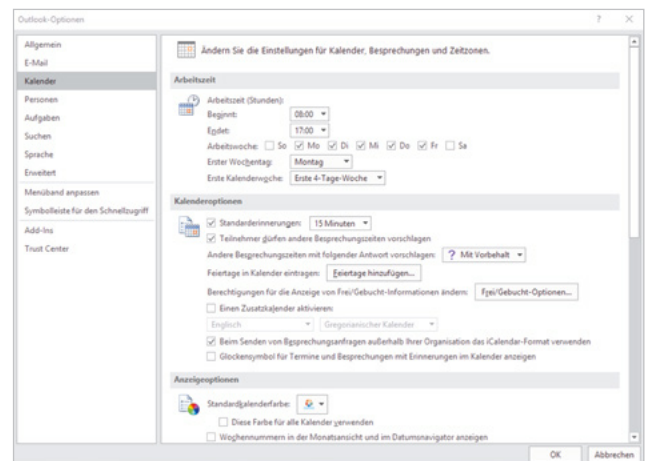 Outlook-Optionen
Allgemein
E-Mail
Kalender
Personen
Aufgaben
Suchen
Sprache
Erweitert
Menüband anpassen
Symbolleiste für den Schnellzugriff
Add-Ins
Trust Center
Ändern Sie die Einstellungen für Kalender, Besprechungen und Zeitzonen.
Arbeitszeit
Arbeitszeit (Stunden):
Beginnt: 08:00
Endet: 17:00
Arbeitswoche: So Mo Di Mi Do Fr Sa
Erster Wochentag: Montag
Erste Kalenderwoche: Erste 4-Tage-Woche
Kalenderoptionen
Standarderinnerungen: 15 Minuten
Teilnehmer dürfen andere Besprechungszeiten vorschlagen
Andere Besprechungszeiten mit folgender Antwort vorschlagen: ? Mit Vorbehalt
Feiertage in Kalender eintragen: Feiertage hinzufügen...
Berechtigungen für die Anzeige von Frei/Gebucht-Informationen ändern: Frei/Gebucht-Optionen...
Einen Zusatzkalender aktivieren:
Englisch Gregorianischer Kalender
Beim Senden von Besprechungsanfragen außerhalb Ihrer Organisation das iCalendar-Format verwenden
Glockensymbol für Termine und Besprechungen mit Erinnerungen im Kalender anzeigen
Anzeigeoptionen
Standardkalenderfarbe:
Diese Farbe für alle Kalender verwenden
Wochennummern in der Monatsansicht und im Datumsnavigator anzeigen
OK Abbrechen